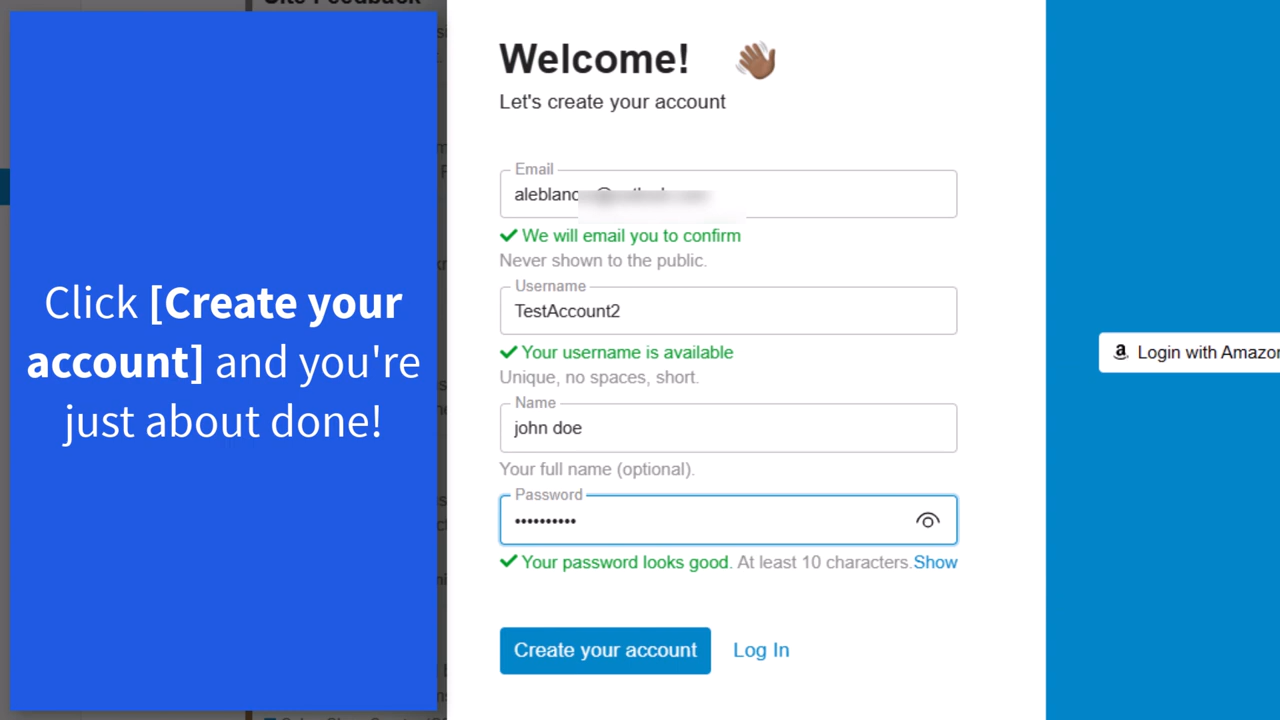 Click [Create your
account] and you're
just about done!
Welcome!
Let's create your account
Email
aleblanc
We will email you to confirm
Never shown to the public.
Username
TestAccount2
Your username is available
Unique, no spaces, short.
Name
john doe
Your full name (optional).
Password
Your password looks good. At least 10 characters. Show
Create your account Log In
Login with Amazon